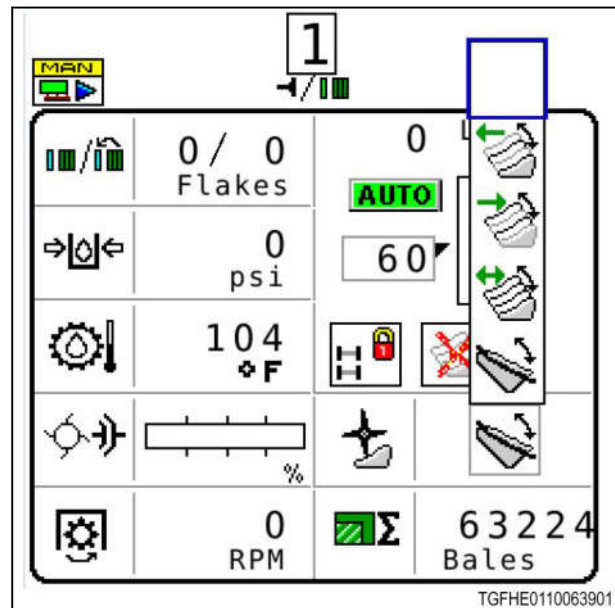 1
MAN
0/ 0
Flakes
0
AUTO
0
psi
60
104
°F
%
0
RPM
Σ
63224
Bales
TGFHE0110063901